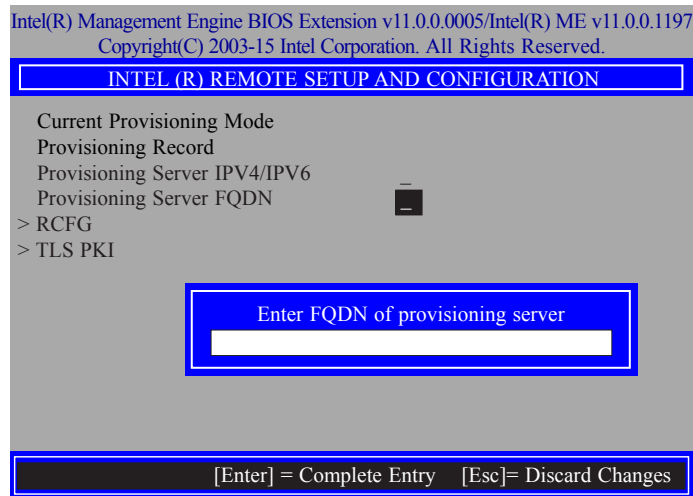 Intel(R) Management Engine BIOS Extension v11.0.0.0005/Intel(R) ME v11.0.0.1197
Copyright(C) 2003-15 Intel Corporation. All Rights Reserved.
INTEL (R) REMOTE SETUP AND CONFIGURATION
Current Provisioning Mode
Provisioning Record
Provisioning Server IPV4/IPV6 _
Provisioning Server FQDN _
> RCFG
> TLS PKI
Enter FQDN of provisioning server
[Enter] = Complete Entry [Esc]= Discard Changes